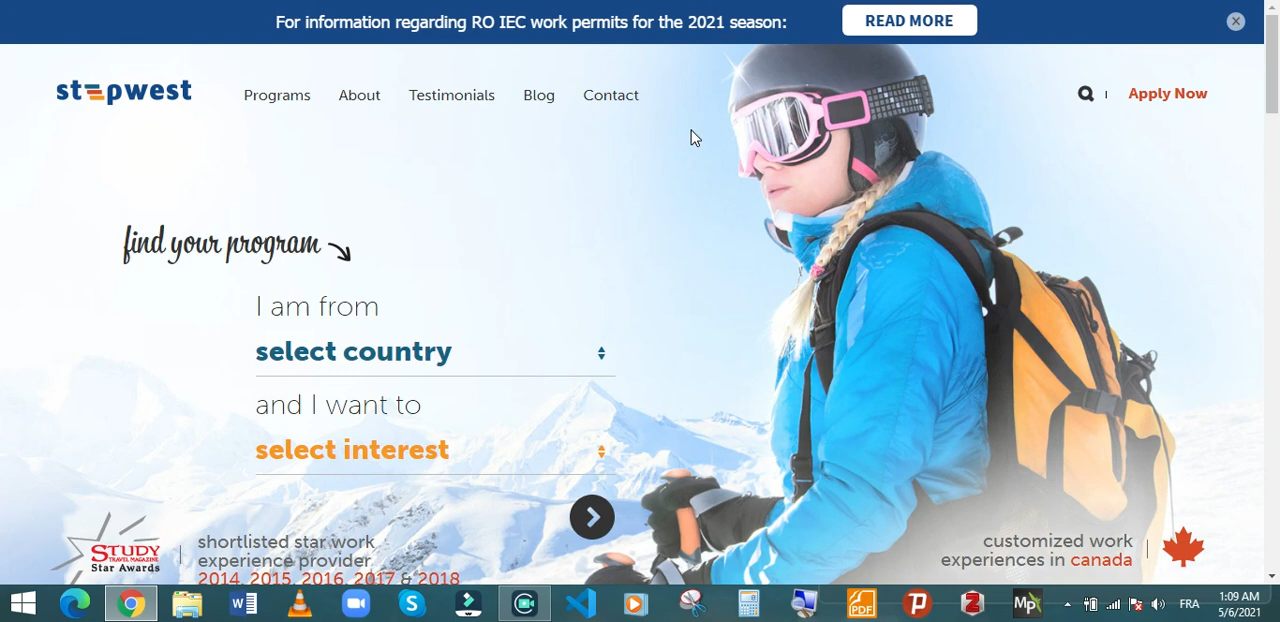 For information regarding RO IEC work permits for the 2021 season:
READ MORE
stepwest
Programs
About
Testimonials
Blog
Contact
Apply Now
find your program
I am from
select country
and I want to
select interest
STUDY
TRAVEL MAGAZINE
Star Awards
shortlisted star work
experience provider
2014, 2015, 2016, 2017 & 2018
customized work
experiences in canada
PDF
Mp
FRA
1:09 AM
5/6/2021